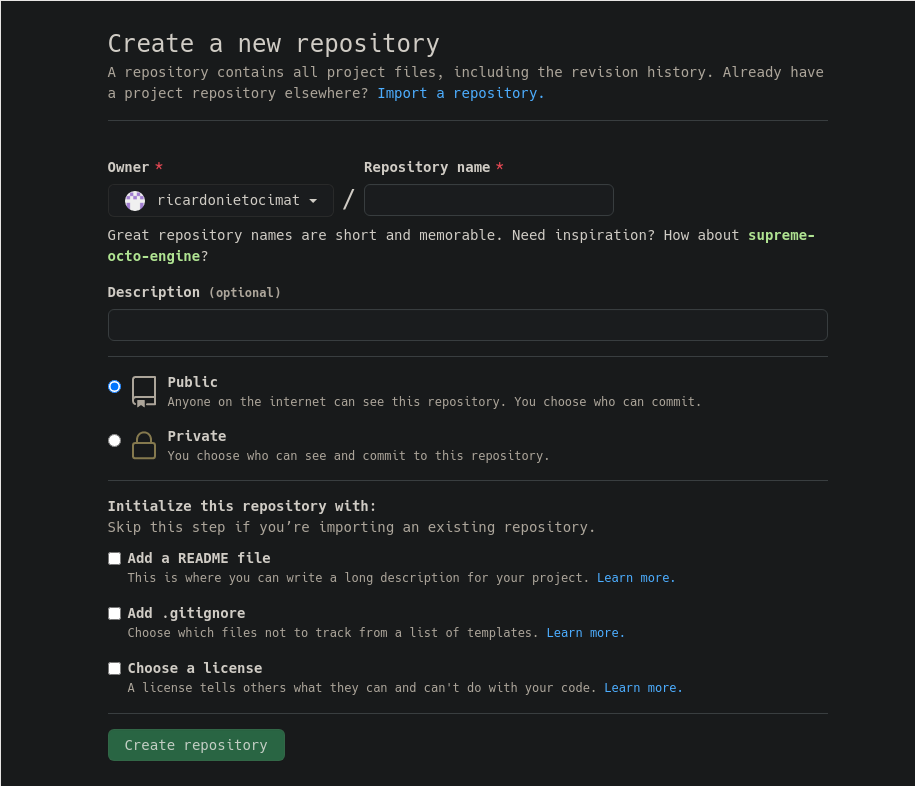 Create a new repository
A repository contains all project files, including the revision history. Already have
a project repository elsewhere? Import a repository.
Owner * Repository name *
ricardonietocimat /
Great repository names are short and memorable. Need inspiration? How about supreme-
octo-engine?
Description (optional)
Public
Anyone on the internet can see this repository. You choose who can commit.
Private
You choose who can see and commit to this repository.
Initialize this repository with:
Skip this step if you’re importing an existing repository.
Add a README file
This is where you can write a long description for your project. Learn more.
Add .gitignore
Choose which files not to track from a list of templates. Learn more.
Choose a license
A license tells others what they can and can't do with your code. Learn more.
Create repository